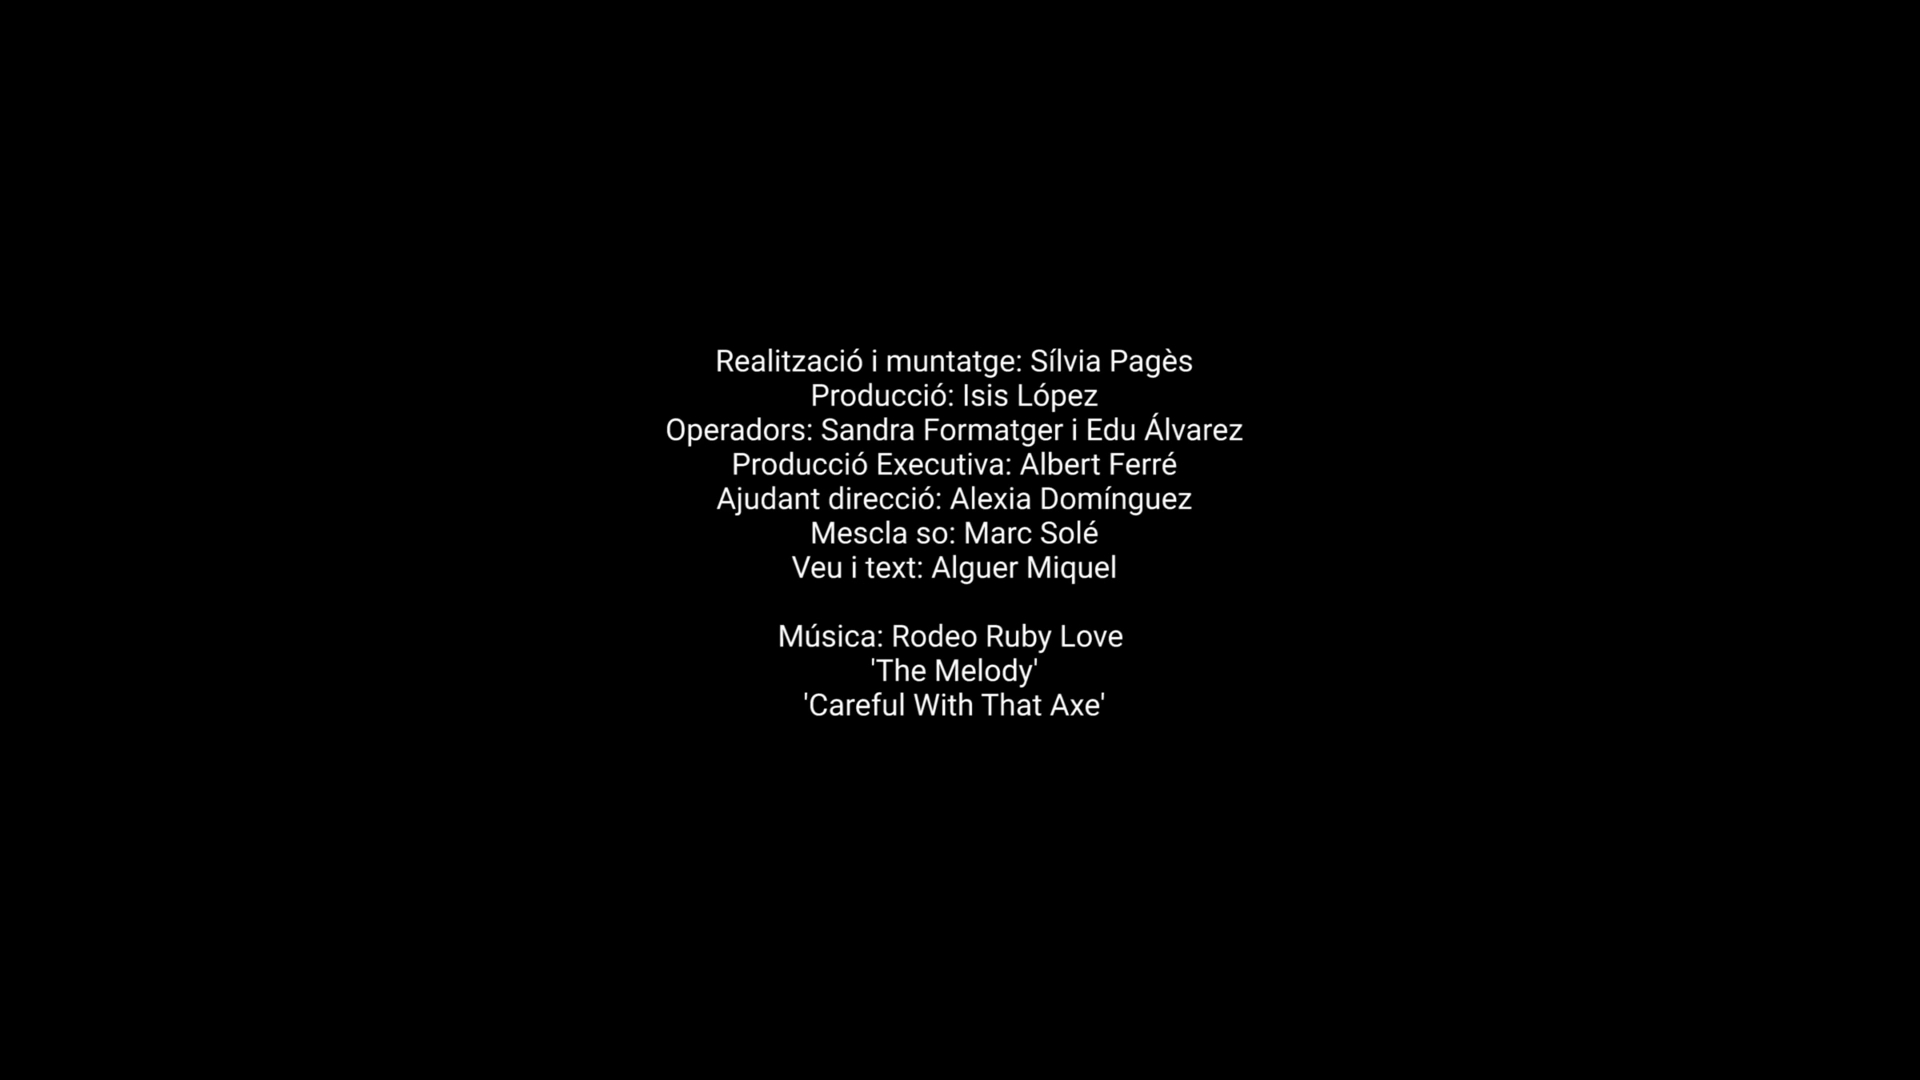 Realització i muntatge: Sílvia Pagès
Producció: Isis López
Operadors: Sandra Formatger i Edu Álvarez
Producció Executiva: Albert Ferré
Ajudant direcció: Alexia Domínguez
Mescla so: Marc Solé
Veu i text: Alguer Miquel
Música: Rodeo Ruby Love
'The Melody'
'Careful With That Axe'